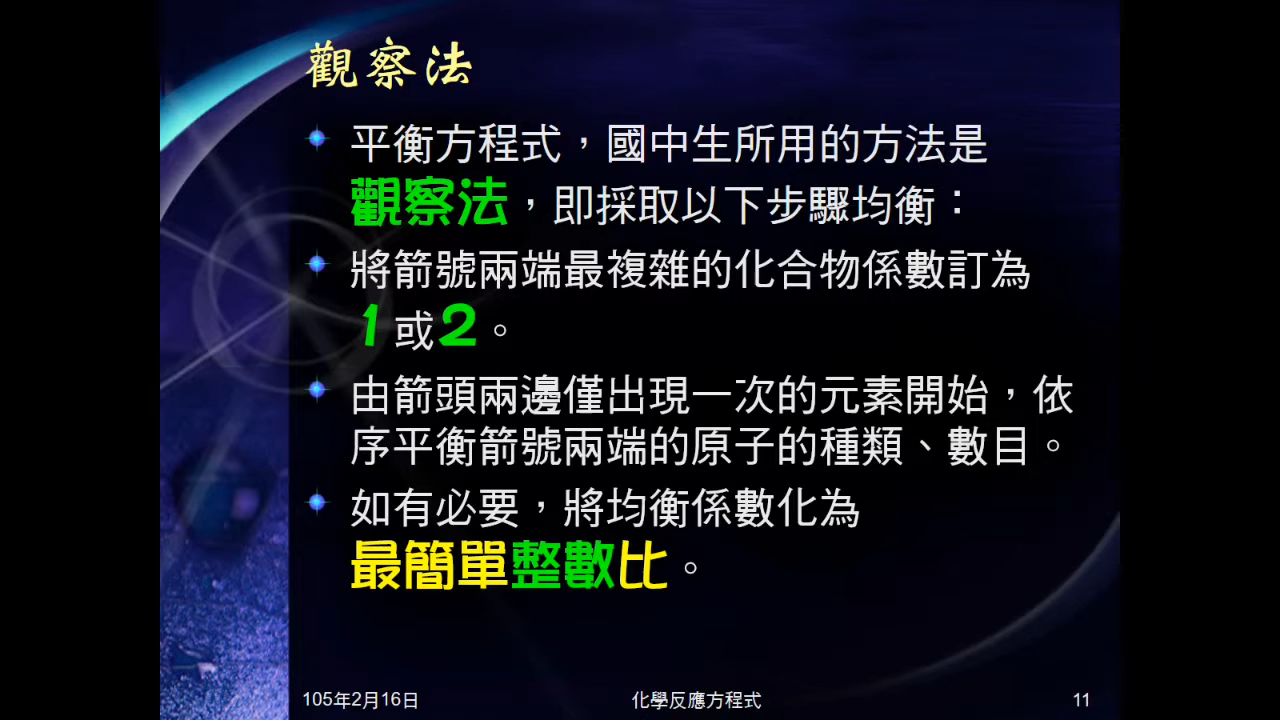 觀察法
平衡方程式，國中生所用的方法是
觀察法，即採取以下步驟均衡：
將箭號兩端最複雜的化合物係數訂為
1或2。
由箭頭兩邊僅出現一次的元素開始，依
序平衡箭號兩端的原子的種類、數目。
如有必要，將均衡係數化為
最簡單整數比。
105年2月16日
化學反應方程式
11